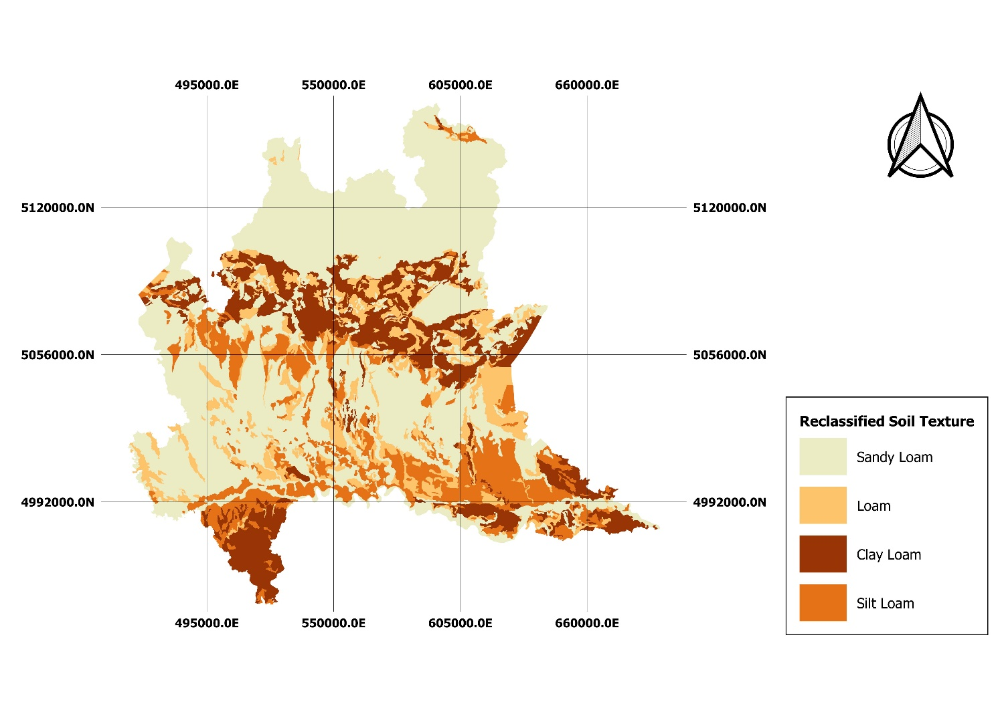 495000.0E 550000.0E 605000.0E 660000.0E
5120000.0N 5120000.0N
5056000.0N 5056000.0N
Reclassified Soil Texture
Sandy Loam
4992000.0N 4992000.0N
Loam
Clay Loam
Silt Loam
495000.0E 550000.0E 605000.0E 660000.0E